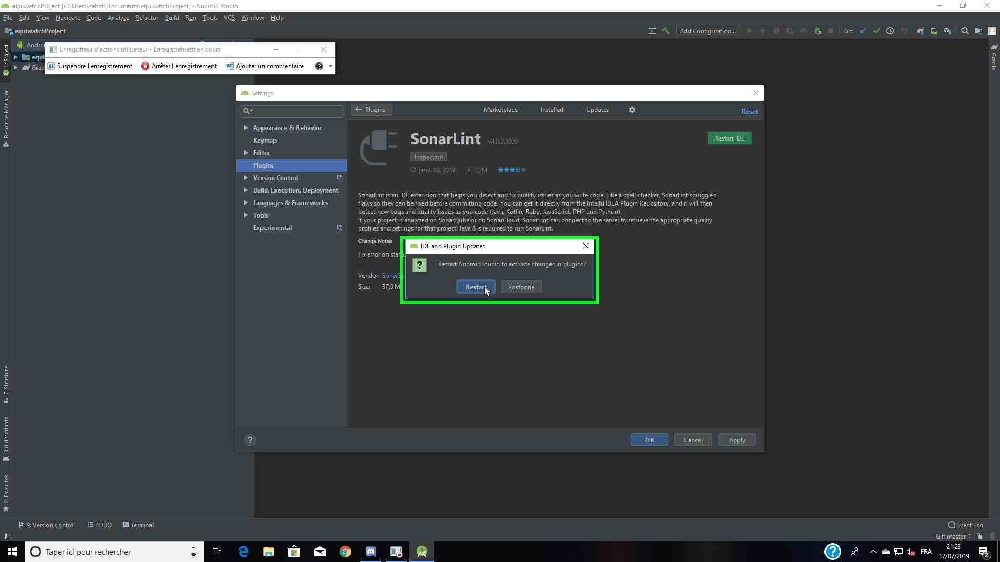 equiwatchProject [C:\Users\sebat\Documents\equiwatchProject] - Android Studio
File Edit View Navigate Code Analyze Refactor Build Run Tools VCS Window Help
equiwatchProject
Add Configuration...
Git:
1: Project
Resource Manager
7: Structure
Build Variants
2: Favorites
Gradle
Enregistreur d'actions utilisateur - Enregistrement en cours
Suspendre l'enregistrement Arrêter l'enregistrement Ajouter un commentaire
Settings
Appearance & Behavior
Keymap
Editor
Plugins
Version Control
Build, Execution, Deployment
Languages & Frameworks
Tools
Experimental
Plugins
Marketplace Installed Updates
Reset
SonarLint v4.0.2.3009
Restart IDE
Inspection
janv. 03, 2019 1,2M
SonarLint is an IDE extension that helps you detect and fix quality issues as you write code. Like a spell checker, SonarLint squiggles
flaws so they can be fixed before committing code. You can get it directly from the IntelliJ IDEA Plugin Repository, and it will then
detect new bugs and quality issues as you code (Java, Kotlin, Ruby, JavaScript, PHP and Python).
If your project is analyzed on SonarQube or on SonarCloud, SonarLint can connect to the server to retrieve the appropriate quality
profiles and settings for that project. Java 8 is required to run SonarLint.
Change Notes
Fix error on
Vendor:
Size: 37,9
IDE and Plugin Updates
?
Restart Android Studio to activate changes in plugins?
Restart Postpone
?
OK Cancel Apply
9: Version Control TODO Terminal
Event Log
Git: master
Taper ici pour rechercher
FRA
21:23
17/07/2019
2